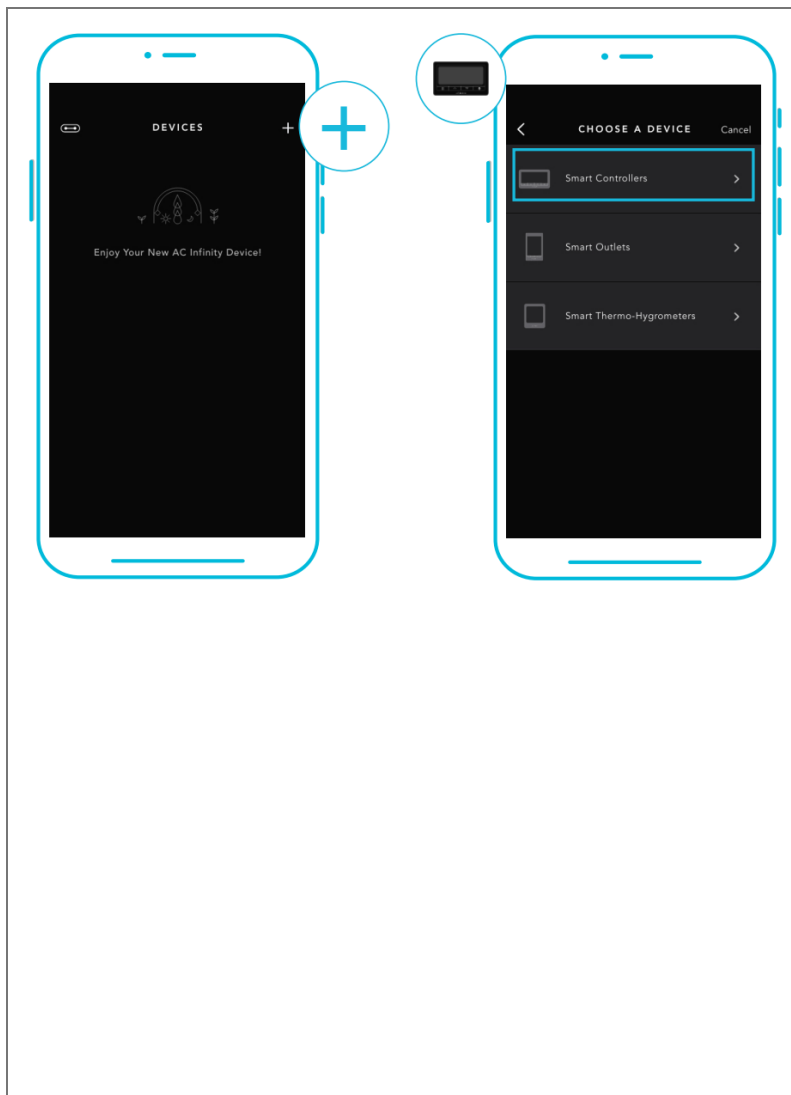 DEVICES
Enjoy Your New AC Infinity Device!
CHOOSE A DEVICE Cancel
Smart Controllers
Smart Outlets
Smart Thermo-Hygrometers